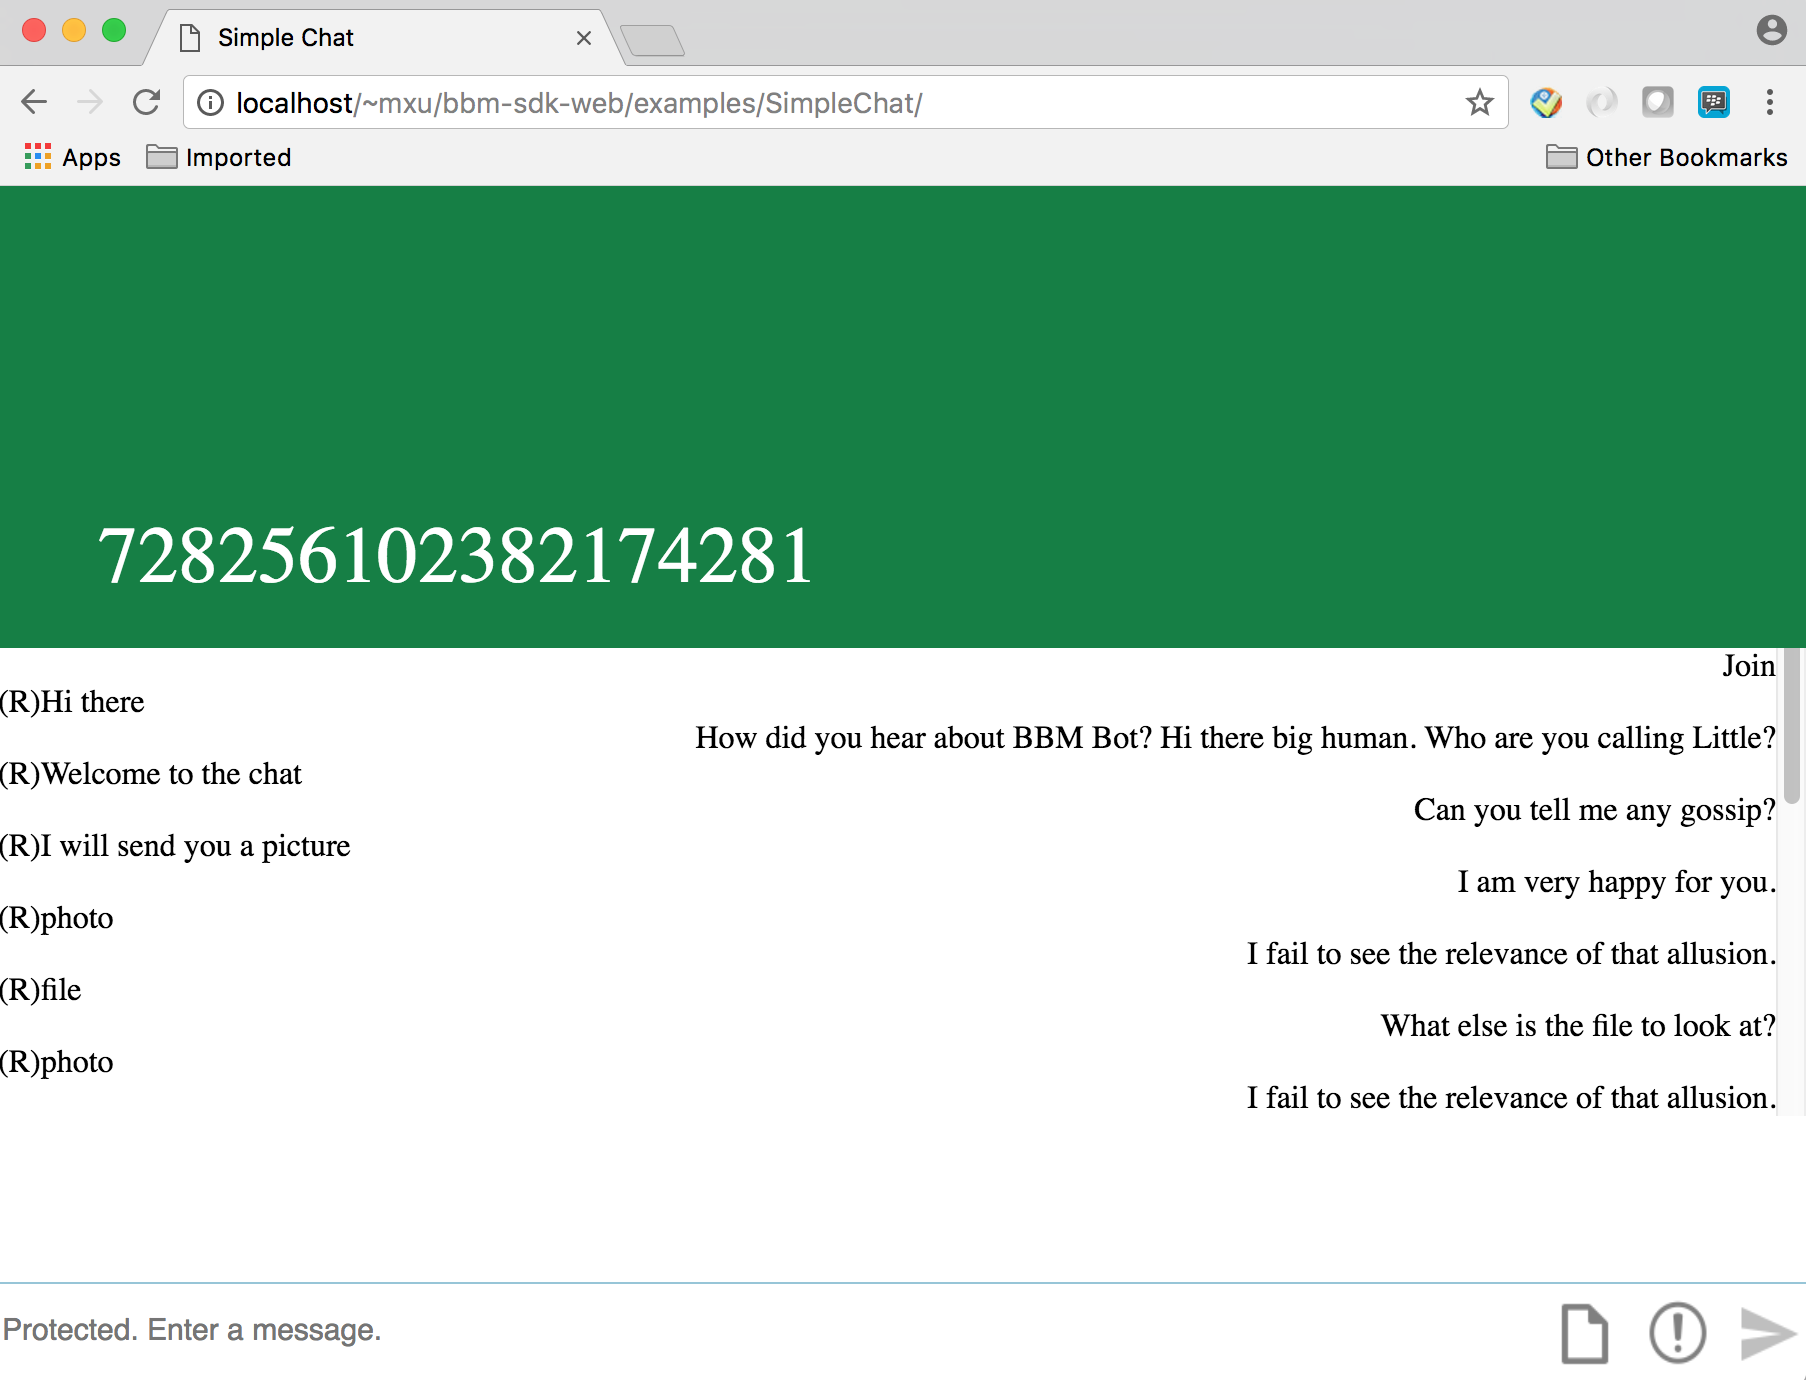 Simple Chat
localhost/~mxu/bbm-sdk-web/examples/SimpleChat/
Apps Imported Other Bookmarks
728256102382174281
Join
(R)Hi there
How did you hear about BBM Bot? Hi there big human. Who are you calling Little?
(R)Welcome to the chat
Can you tell me any gossip?
(R)I will send you a picture
I am very happy for you.
(R)photo
I fail to see the relevance of that allusion.
(R)file
What else is the file to look at?
(R)photo
I fail to see the relevance of that allusion.
Protected. Enter a message.